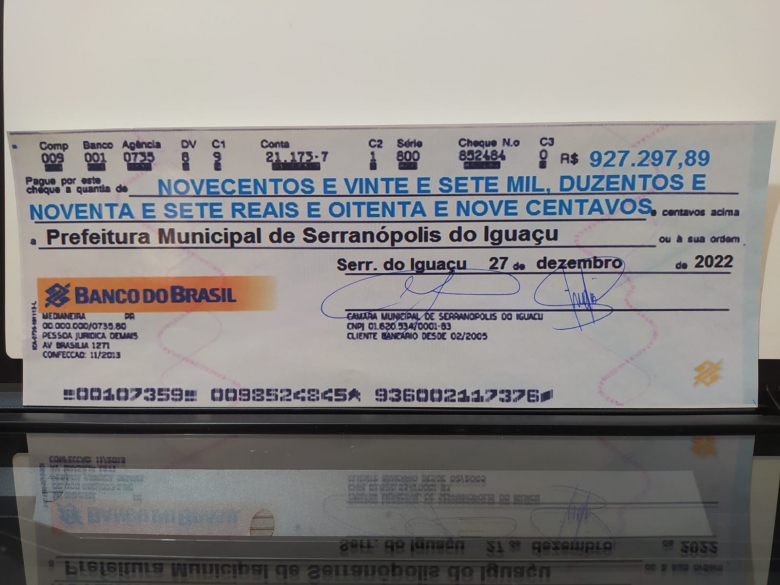 Comp Banco Agência DV C1 Conta C2 Série Cheque N.o C3
009 001 0735 8 9 21.173-7 1 800 852484 0 R$ 927.297,89
Pague por este
cheque a quantia de NOVECENTOS E VINTE E SETE MIL, DUZENTOS E
NOVENTA E SETE REAIS E OITENTA E NOVE CENTAVOS e centavos acima
a Prefeitura Municipal de Serranópolis do Iguaçu ou à sua ordem
Serr. do Iguaçu 27 de dezembro de 2022
BANCO DO BRASIL
MEDIANEIRA PR
00.000.000/0735.80
PESSOA JURIDICA DEMAIS
AV BRASILIA 1271
CONFECCAO: 11/2013
CAMARA MUNICIPAL DE SERRANOPOLIS DO IGUACU
CNPJ 01.620.534/0001-83
CLIENTE BANCÁRIO DESDE 02/2005
00107359 0098524845 936002117376